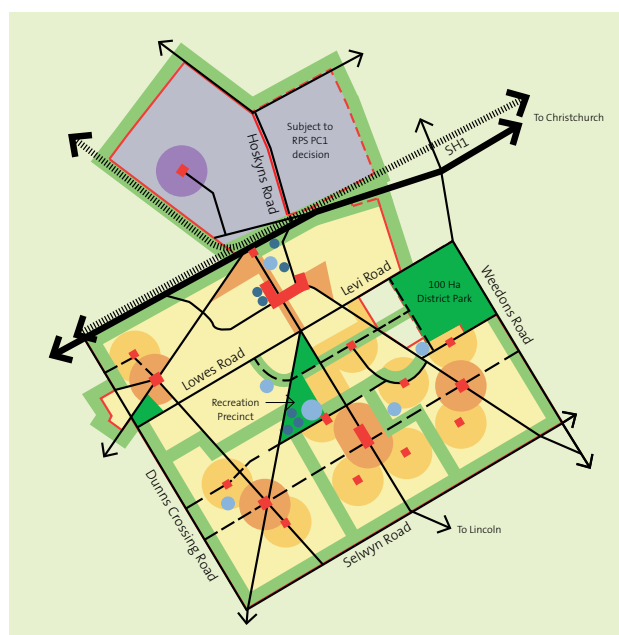 To Christchurch
SH1
Subject to
RPS PC1
decision
Hoskyns Road
Levi Road
100 Ha
District Park
Weedons Road
Lowes Road
Recreation
Precinct
Dunns Crossing Road
Selwyn Road
To Lincoln